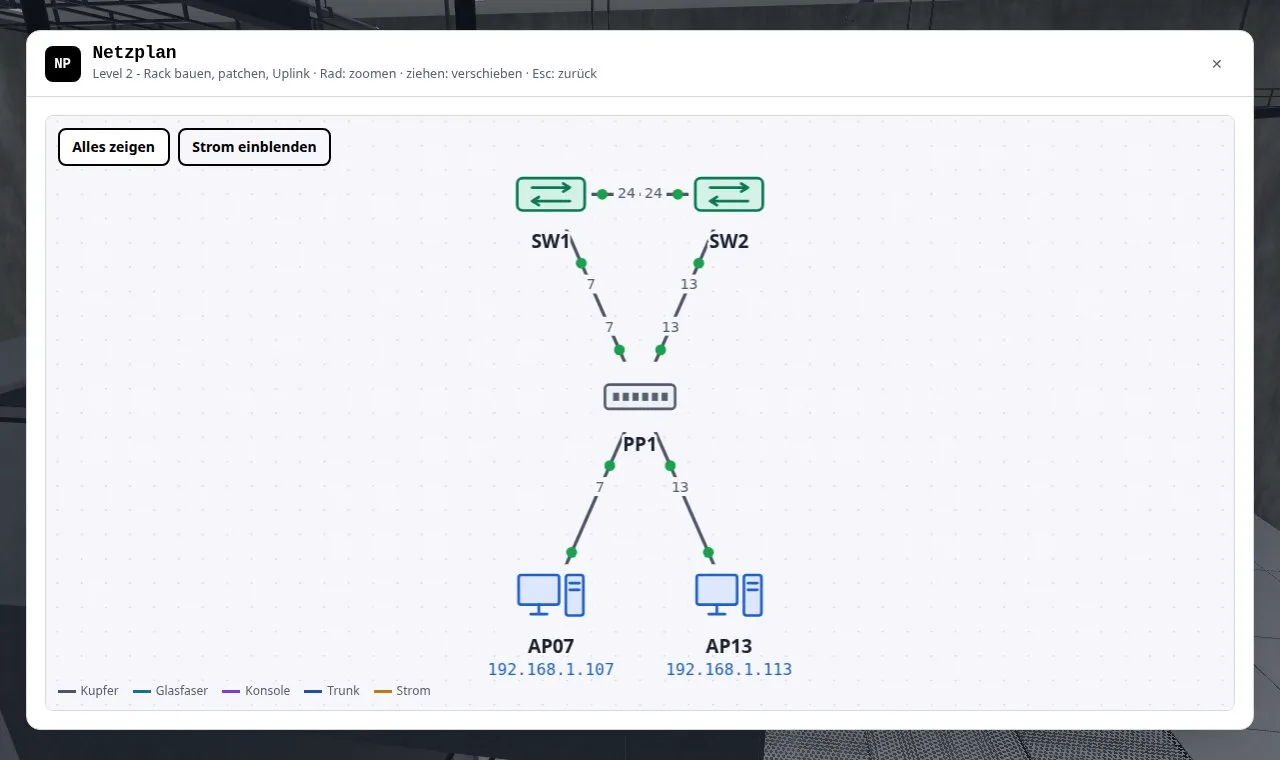 NP
Netzplan
Level 2 - Rack bauen, patchen, Uplink · Rad: zoomen · ziehen: verschieben · Esc: zurück
×
Alles zeigen
Strom einblenden
24 24
SW1
SW2
7
13
7
13
PP1
7
13
AP07
AP13
192.168.1.107
192.168.1.113
Kupfer
Glasfaser
Konsole
Trunk
Strom